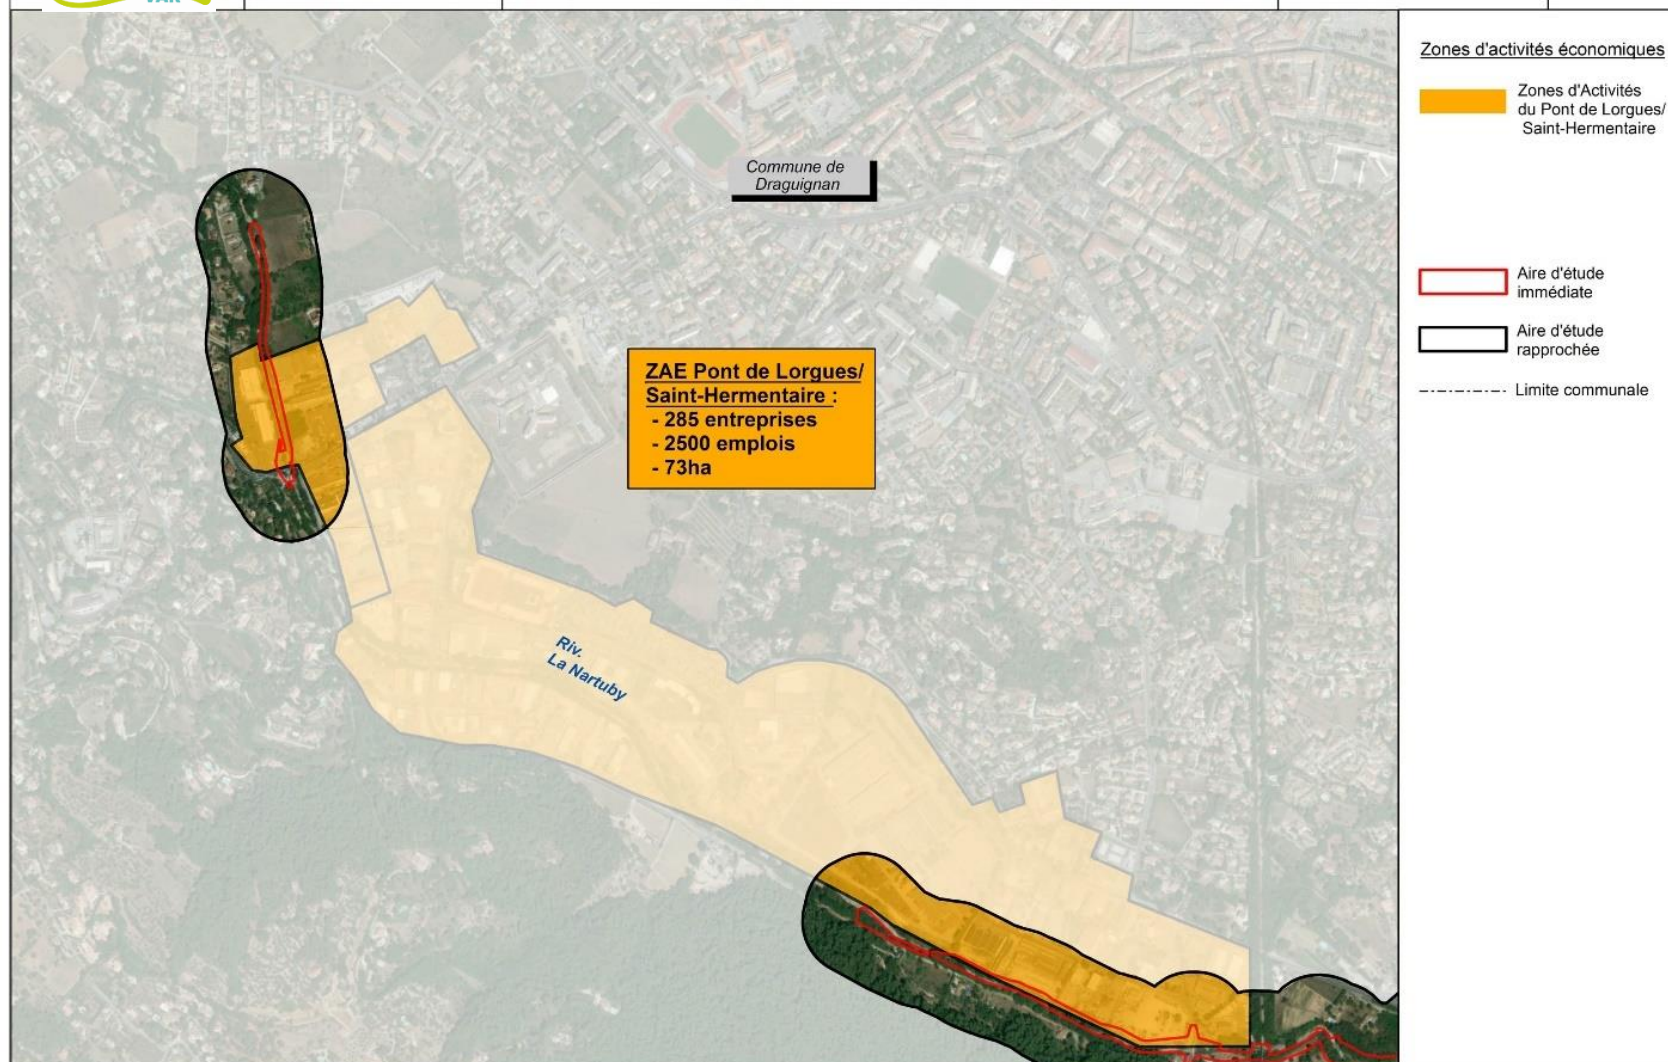 VAR
Zones d'activités économiques
Zones d'Activités
du Pont de Lorgues/
Saint-Hermentaire
Commune de
Draguignan
Aire d'étude
immédiate
Aire d'étude
rapprochée
Limite communale
ZAE Pont de Lorgues/
Saint-Hermentaire :
- 285 entreprises
- 2500 emplois
- 73ha
Riv.
La Nartuby